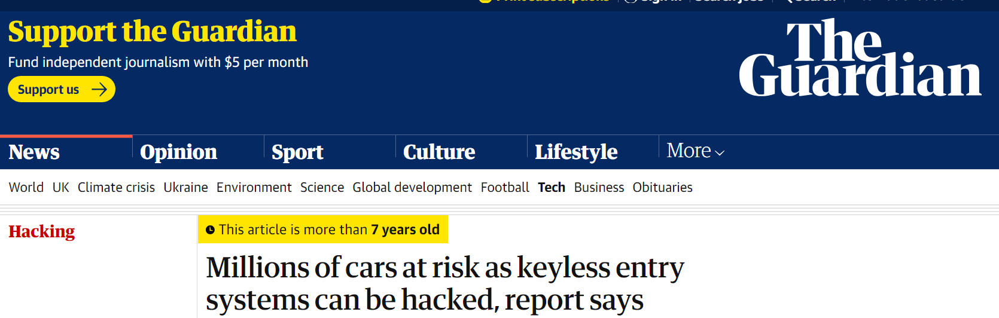 Support the Guardian
Fund independent journalism with $5 per month
Support us
The
Guardian
News
Opinion
Sport
Culture
Lifestyle
More
World UK Climate crisis Ukraine Environment Science Global development Football Tech Business Obituaries
Hacking
This article is more than 7 years old
Millions of cars at risk as keyless entry
systems can be hacked, report says